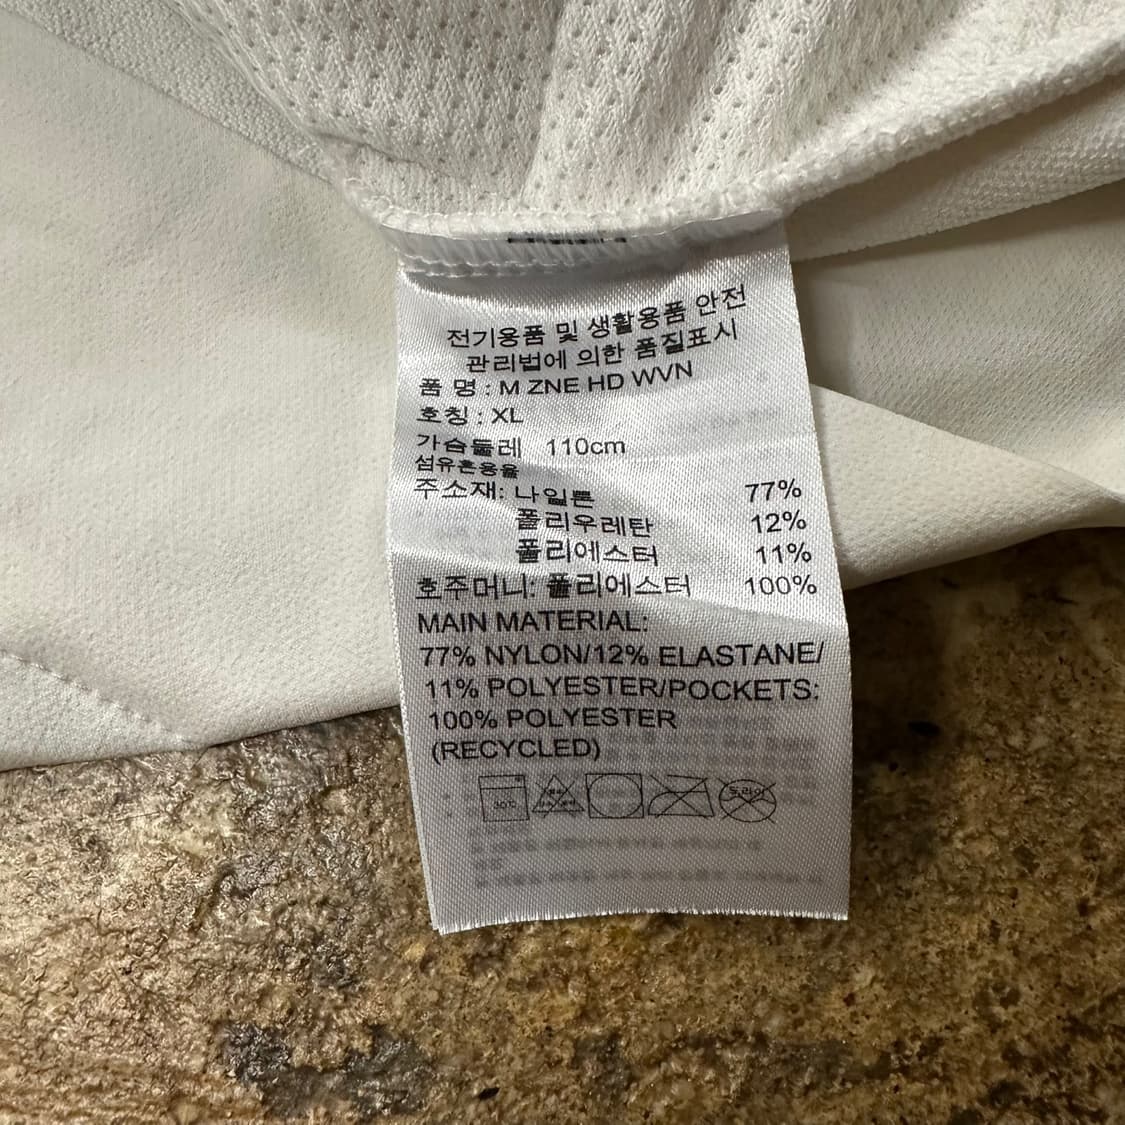 전기용품 및 생활용품 안전
관리법에 의한 품질표시
품 명 : M ZNE HD WVN
호칭 : XL
가슴둘레 110cm
섬유혼용율
주소재: 나일론 77%
폴리우레탄 12%
폴리에스터 11%
호주머니: 폴리에스터 100%
MAIN MATERIAL:
77% NYLON/12% ELASTANE/
11% POLYESTER/POCKETS:
100% POLYESTER
(RECYCLED)
30℃ 드라이